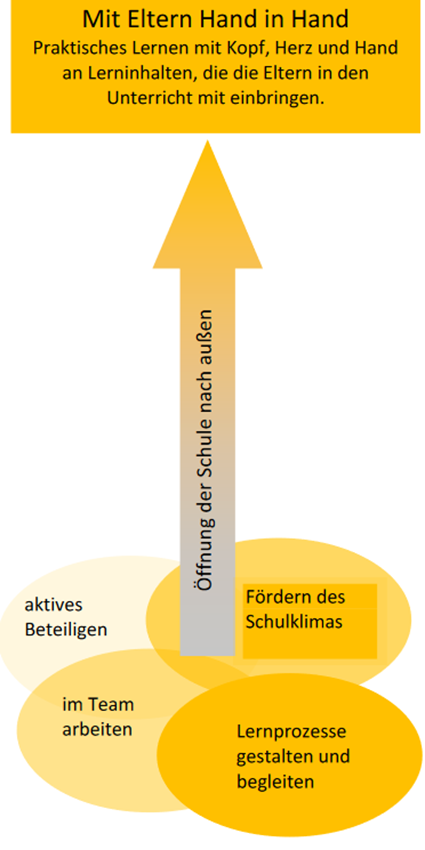 Mit Eltern Hand in Hand
Praktisches Lernen mit Kopf, Herz und Hand
an Lerninhalten, die die Eltern in den
Unterricht mit einbringen.
Öffnung der Schule nach außen
aktives
Beteiligen
Fördern des
Schulklimas
im Team
arbeiten
Lernprozesse
gestalten und
begleiten